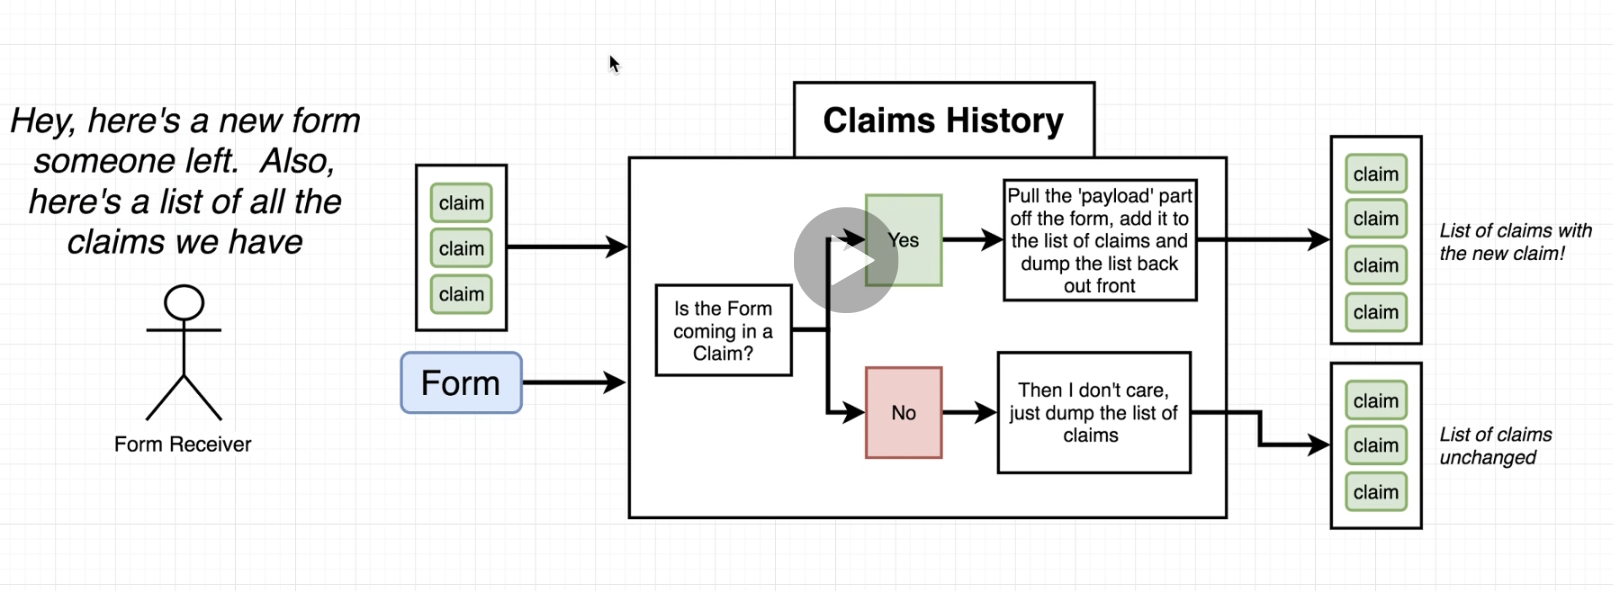 Hey, here's a new form
someone left.  Also,
here's a list of all the
claims we have
Form Receiver
claim
claim
claim
Form
Claims History
Is the Form
coming in a
Claim?
Yes
Pull the 'payload' part
off the form, add it to
the list of claims and
dump the list back
out front
No
Then I don't care,
just dump the list of
claims
claim
claim
claim
claim
List of claims with
the new claim!
claim
claim
claim
List of claims
unchanged